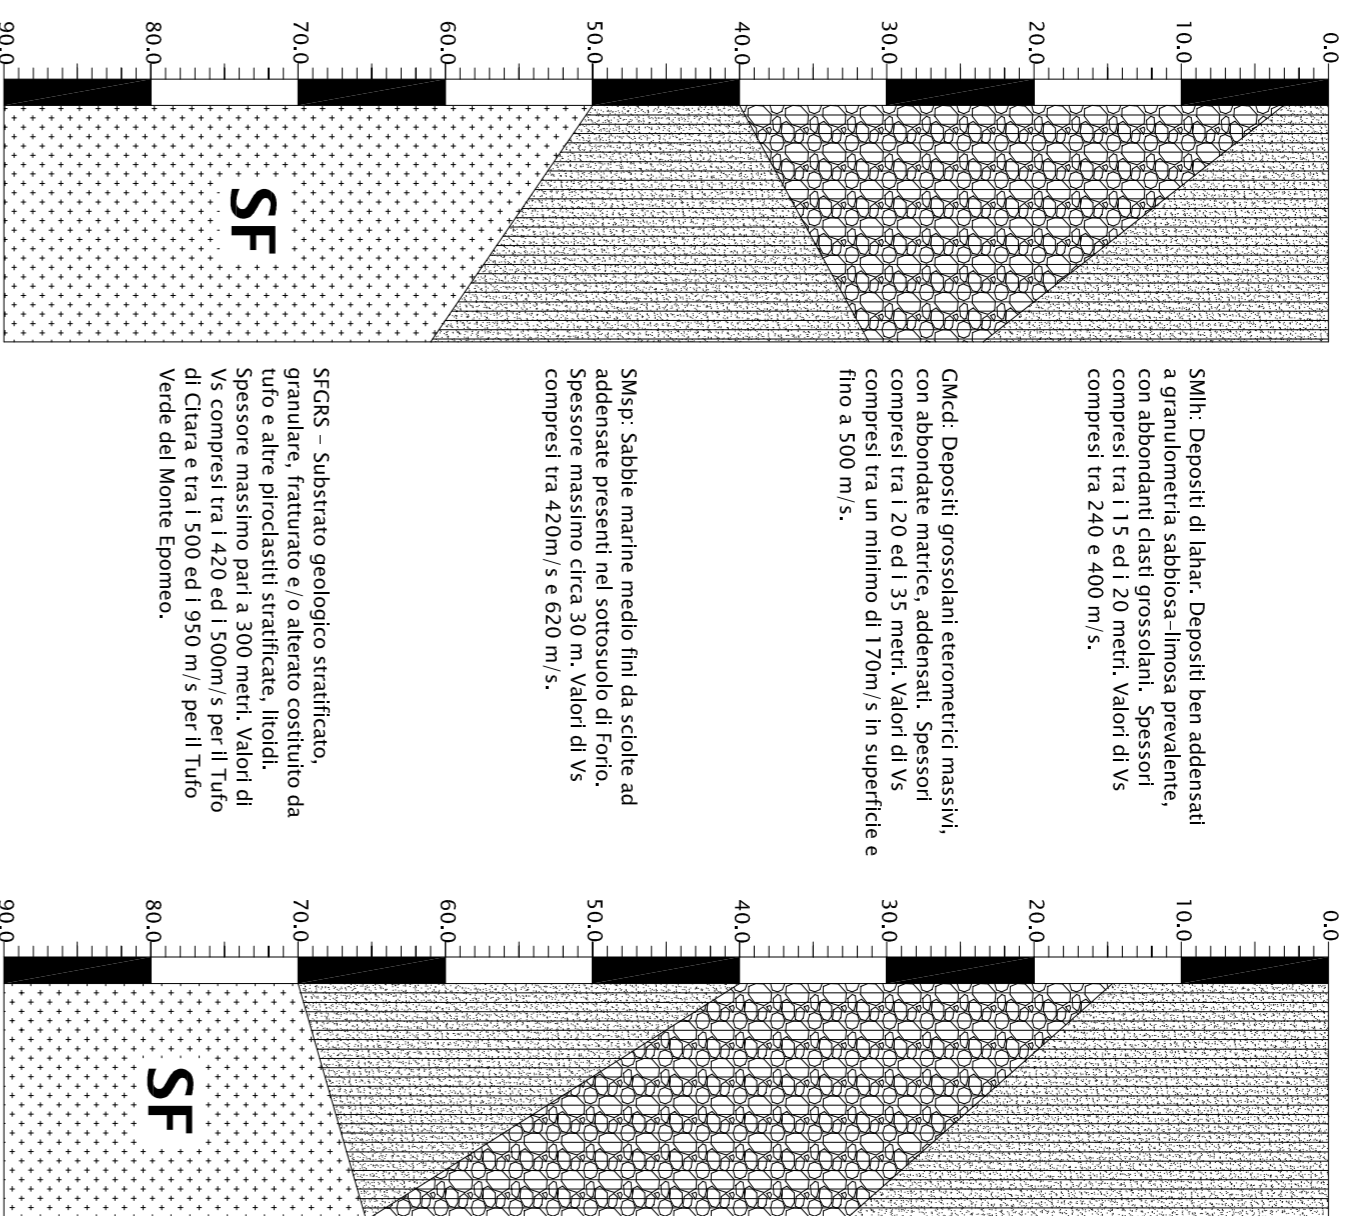 0.0
10.0
20.0
30.0
40.0
50.0
60.0
70.0
80.0
90.0
SF
SMlh: Depositi di lahar. Depositi ben addensati
a granulometria sabbiosa-limosa prevalente,
con abbondanti clasti grossolani. Spessori
compresi tra i 15 ed i 20 metri. Valori di Vs
compresi tra 240 e 400 m/s.
GMcd: Depositi grossolani eterometrici massivi,
con abbondate matrice, addensati. Spessori
compresi tra i 20 ed i 35 metri. Valori di Vs
compresi tra un minimo di 170m/s in superficie e
fino a 500 m/s.
SMsp: Sabbie marine medio fini da sciolte ad
addensate presenti nel sottosuolo di Forio.
Spessore massimo circa 30 m. Valori di Vs
compresi tra 420m/s e 620 m/s.
SFGRS - Substrato geologico stratificato,
granulare, fratturato e/o alterato costituito da
tufo e altre piroclastiti stratificate, litoidi.
Spessore massimo pari a 300 metri. Valori di
Vs compresi tra i 420 ed i 500m/s per il Tufo
di Citara e tra i 500 ed i 950 m/s per il Tufo
Verde del Monte Epomeo.
0.0
10.0
20.0
30.0
40.0
50.0
60.0
70.0
80.0
90.0
SF